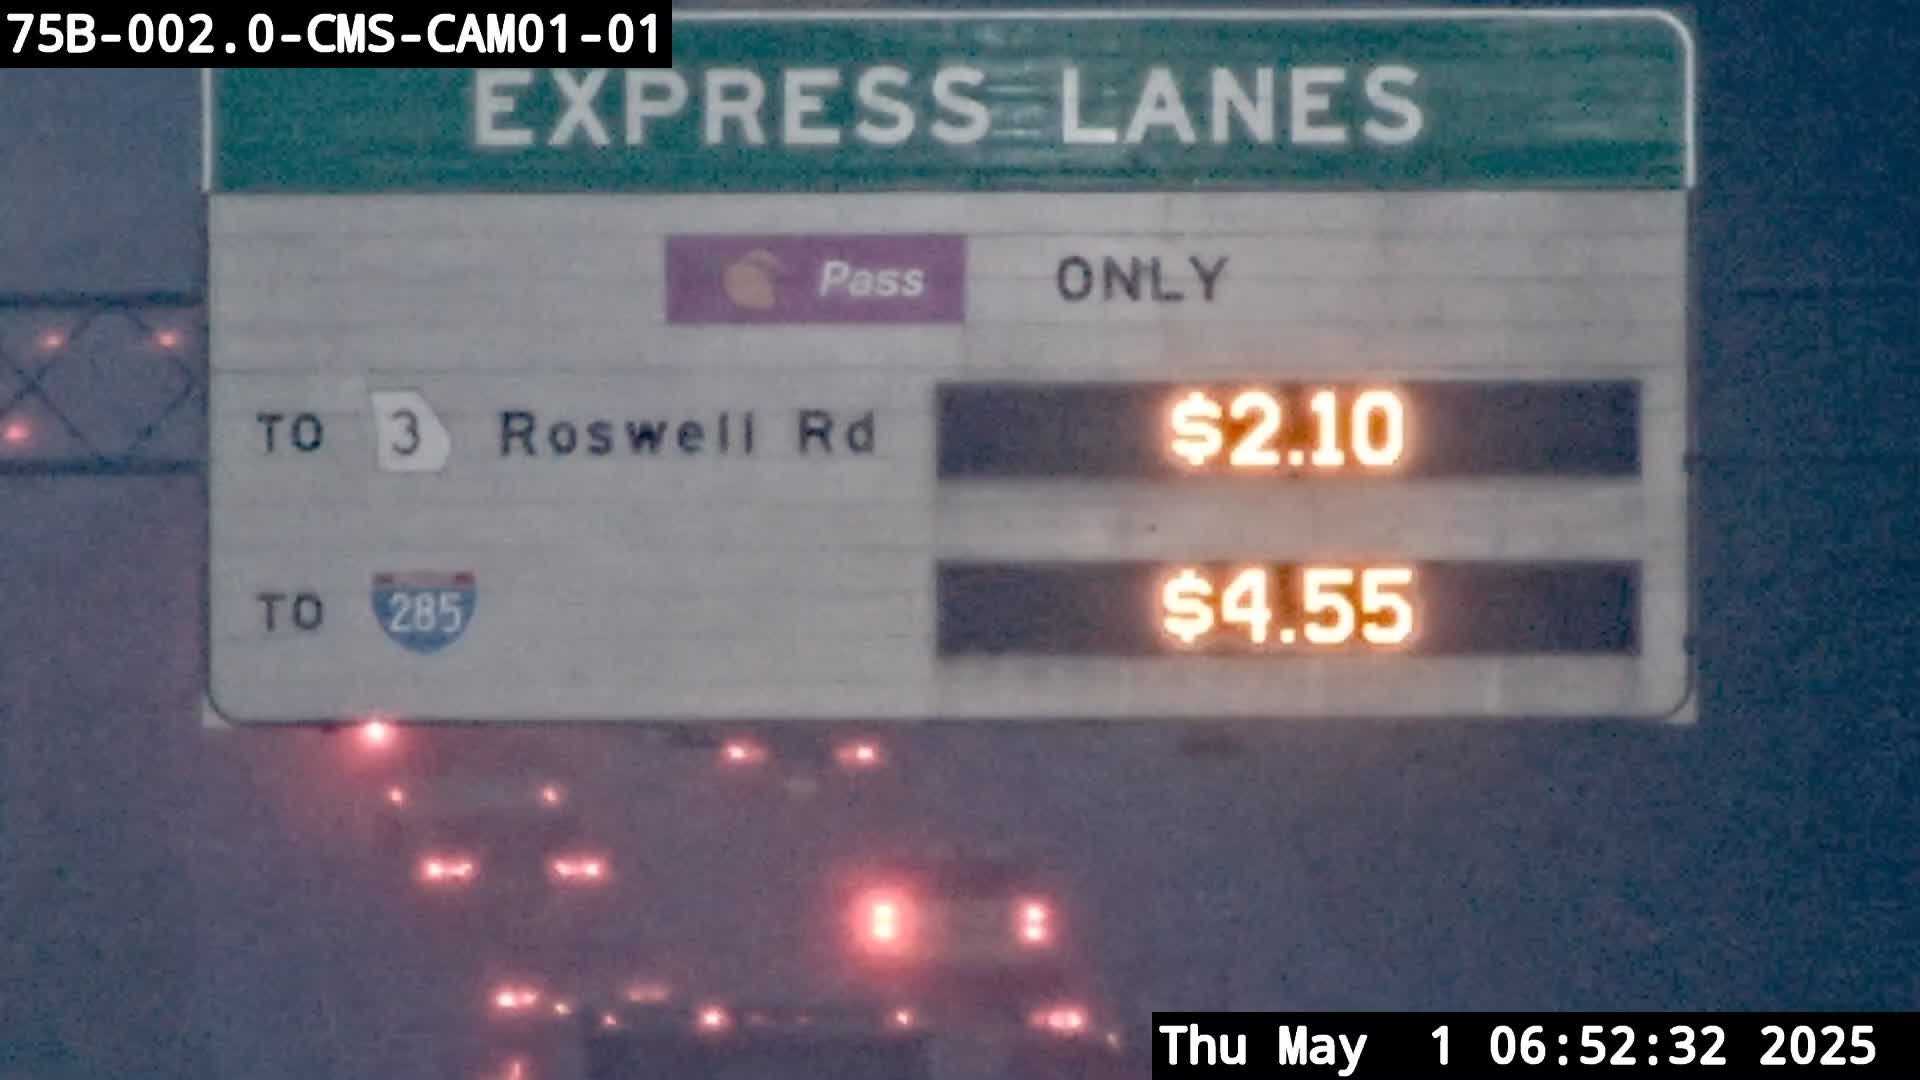 75B-002.0-CMS-CAM01-01
EXPRESS LANES
Pass ONLY
TO 3 Roswell Rd $2.10
TO 285 $4.55
Thu May 1 06:52:32 2025